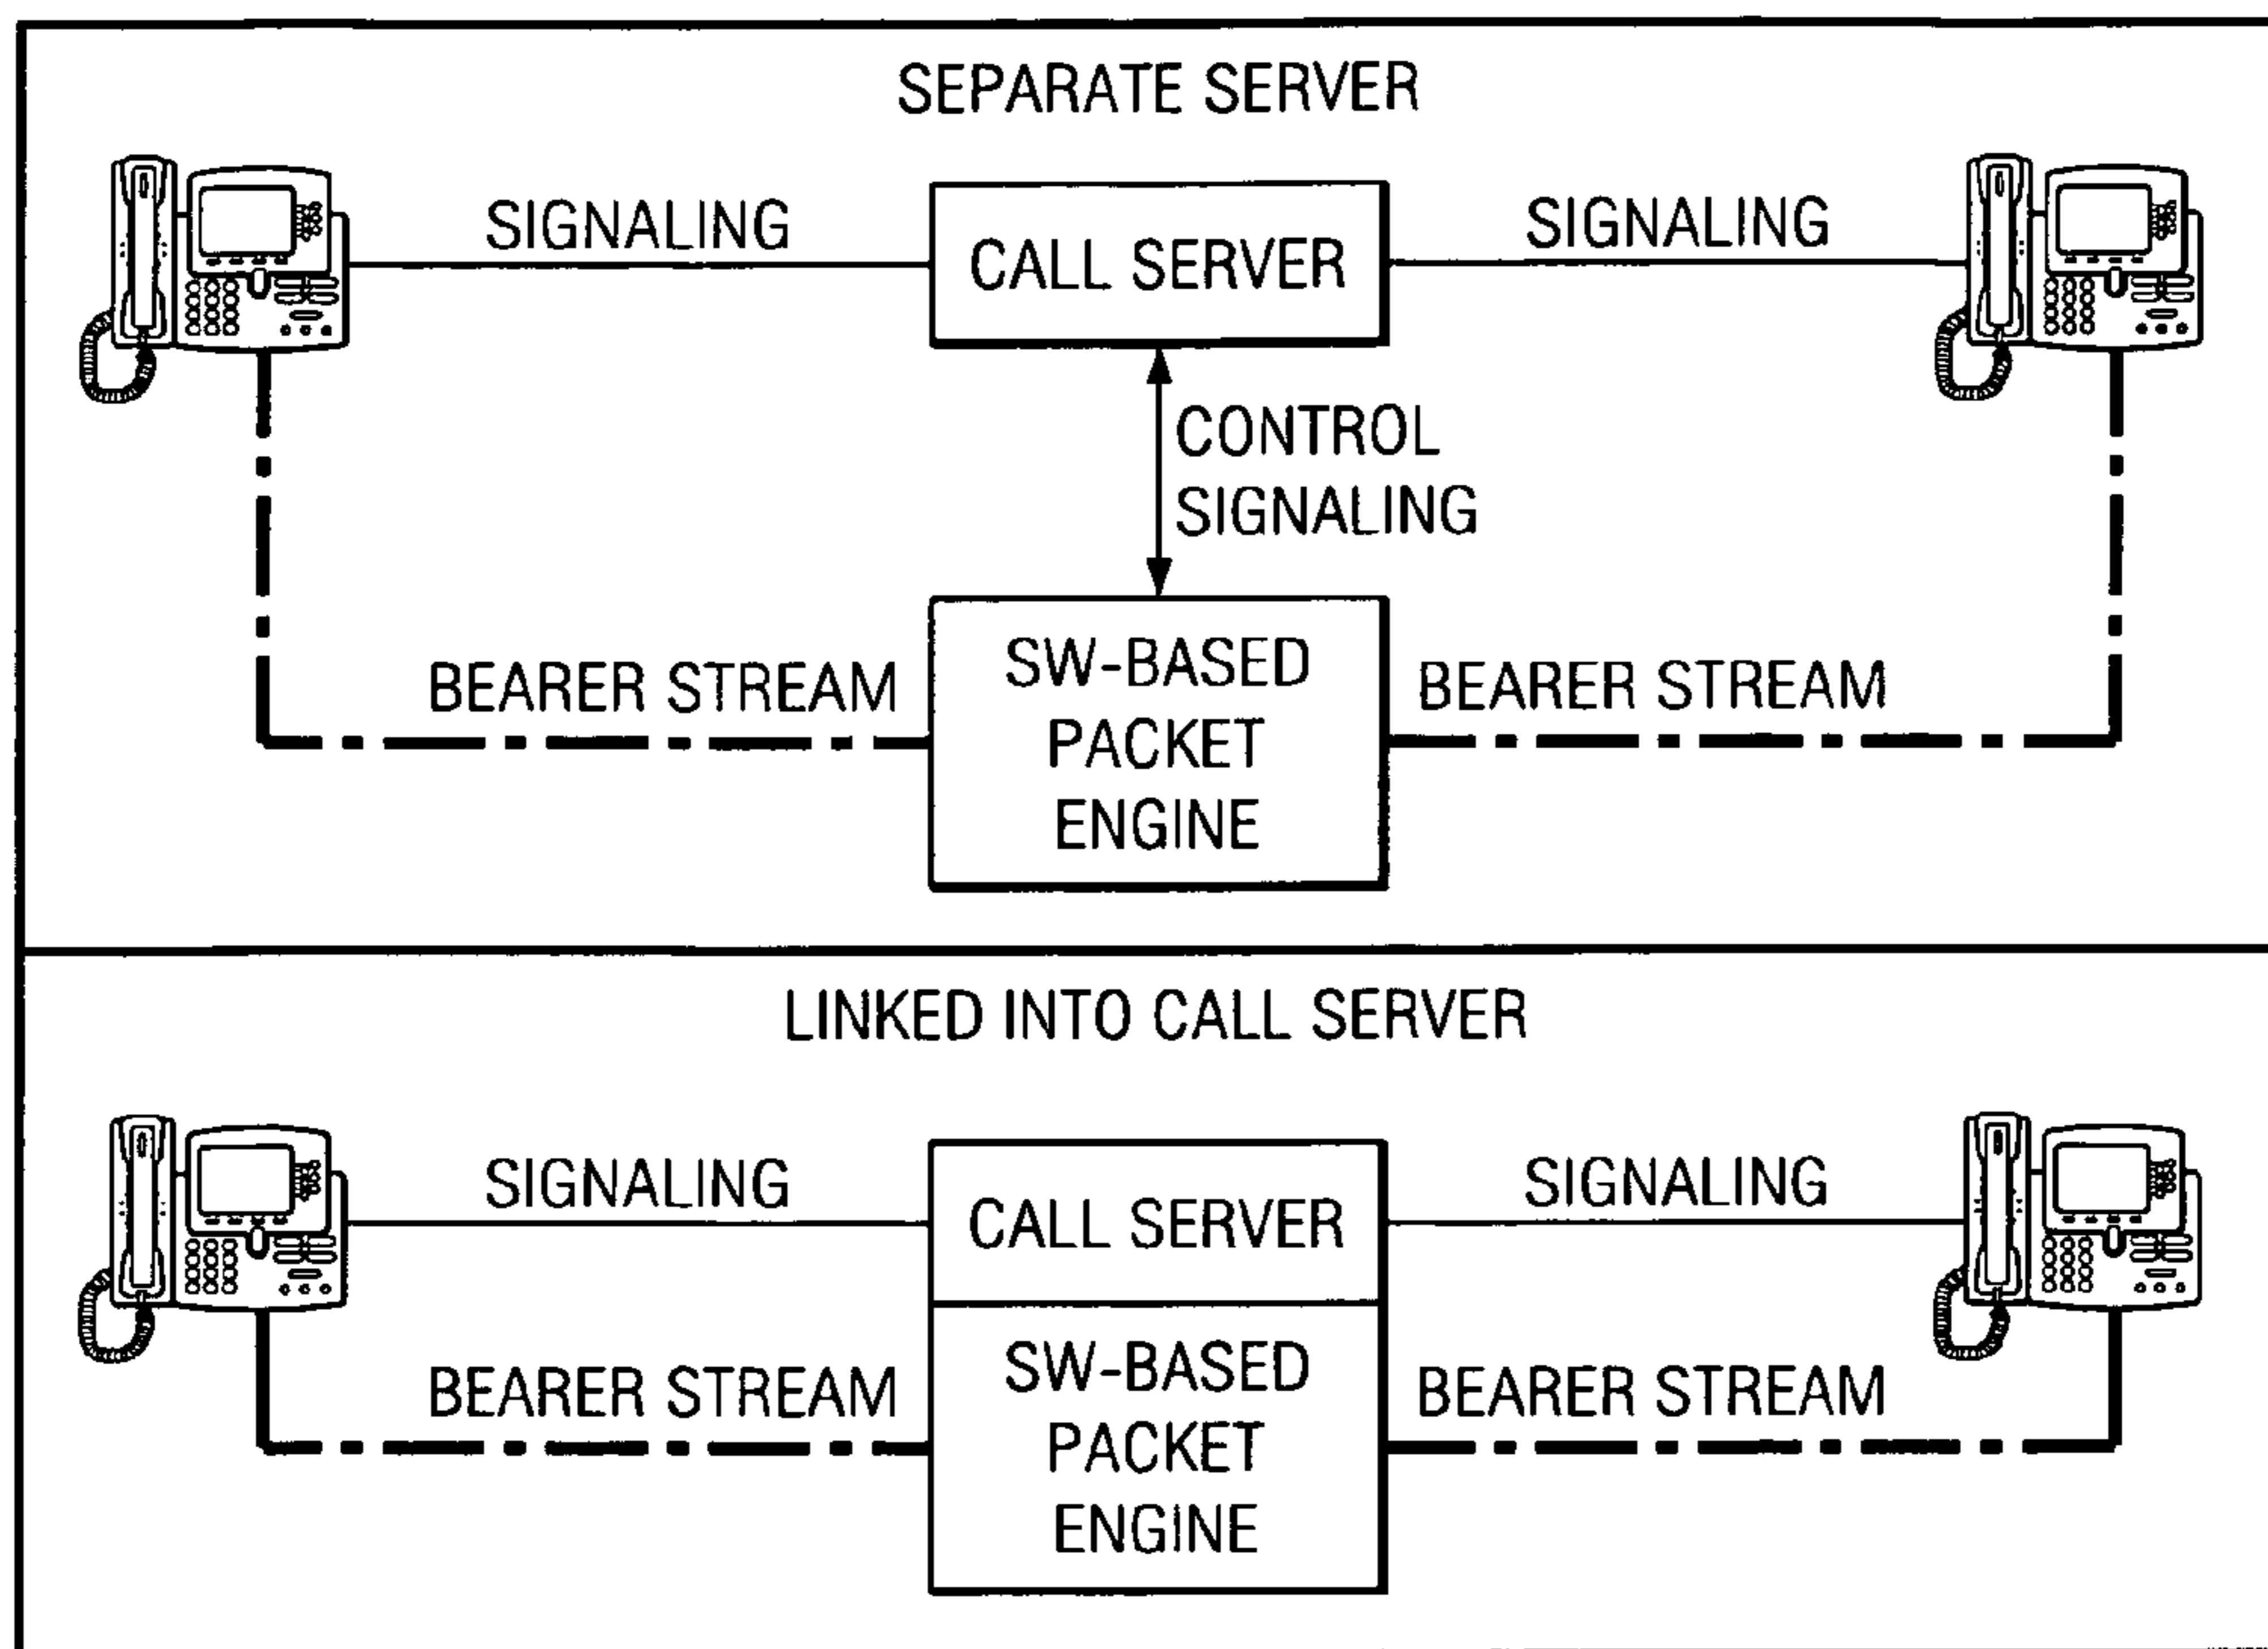 SEPARATE SERVER
SIGNALING
CALL SERVER
SIGNALING
CONTROL
SIGNALING
BEARER STREAM
SW-BASED
PACKET
ENGINE
BEARER STREAM
LINKED INTO CALL SERVER
SIGNALING
CALL SERVER
SIGNALING
BEARER STREAM
SW-BASED
PACKET
ENGINE
BEARER STREAM